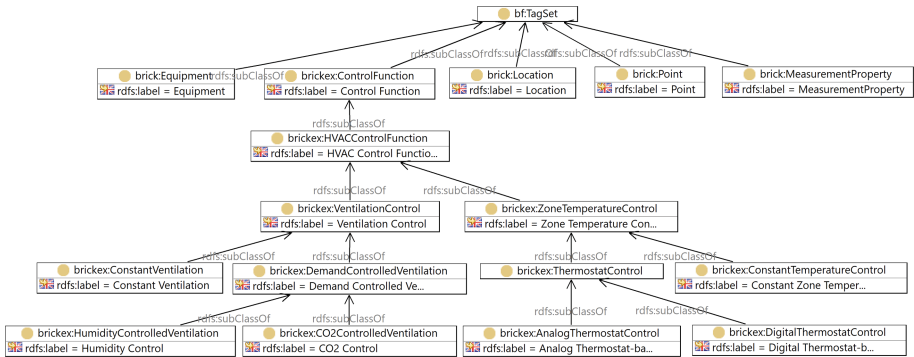 bf:TagSet
rdfs:subClassOf
rdfs:subClassOf
rdfs:subClassOf
rdfs:subClassOf
rdfs:subClassOf
brick:Equipment
rdfs:label = Equipment
brickex:ControlFunction
rdfs:label = Control Function
brick:Location
rdfs:label = Location
brick:Point
rdfs:label = Point
brick:MeasurementProperty
rdfs:label = MeasurementProperty
rdfs:subClassOf
brickex:HVACControlFunction
rdfs:label = HVAC Control Functio...
rdfs:subClassOf
rdfs:subClassOf
brickex:VentilationControl
rdfs:label = Ventilation Control
brickex:ZoneTemperatureControl
rdfs:label = Zone Temperature Con...
rdfs:subClassOf
rdfs:subClassOf
rdfs:subClassOf
rdfs:subClassOf
brickex:ConstantVentilation
rdfs:label = Constant Ventilation
brickex:DemandControlledVentilation
rdfs:label = Demand Controlled Ve...
brickex:ThermostatControl
brickex:ConstantTemperatureControl
rdfs:label = Constant Zone Temper...
rdfs:subClassOf
rdfs:subClassOf
rdfs:subClassOf
rdfs:subClassOf
brickex:HumidityControlledVentilation
rdfs:label = Humidity Control
brickex:CO2ControlledVentilation
rdfs:label = CO2 Control
brickex:AnalogThermostatControl
rdfs:label = Analog Thermostat-ba...
brickex:DigitalThermostatControl
rdfs:label = Digital Thermostat-b...